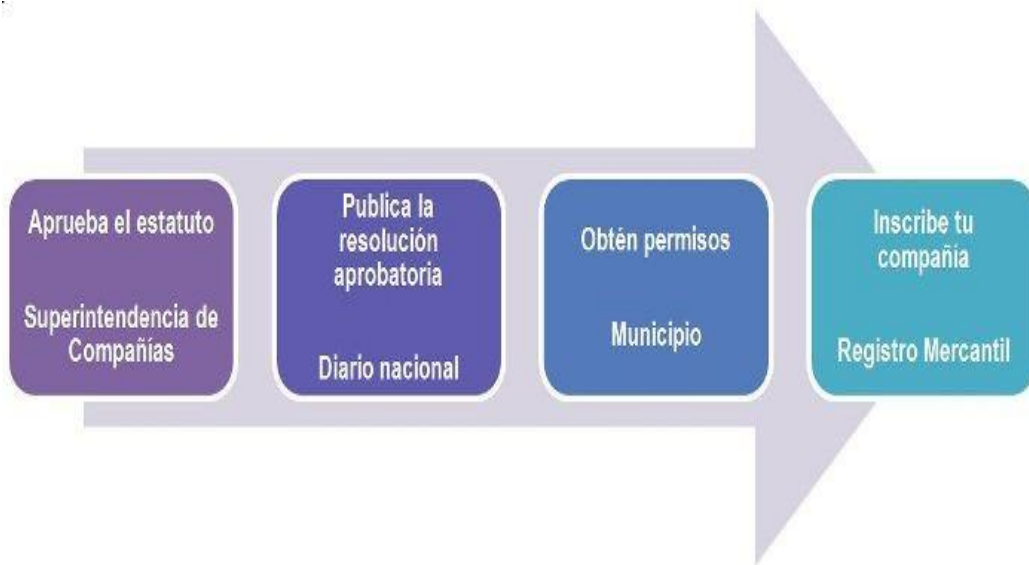 Aprueba el estatuto
Superintendencia de
Compañías
Publica la
resolución
aprobatoria
Diario nacional
Obtén permisos
Municipio
Inscribe tu
compañia
Registro Mercantil